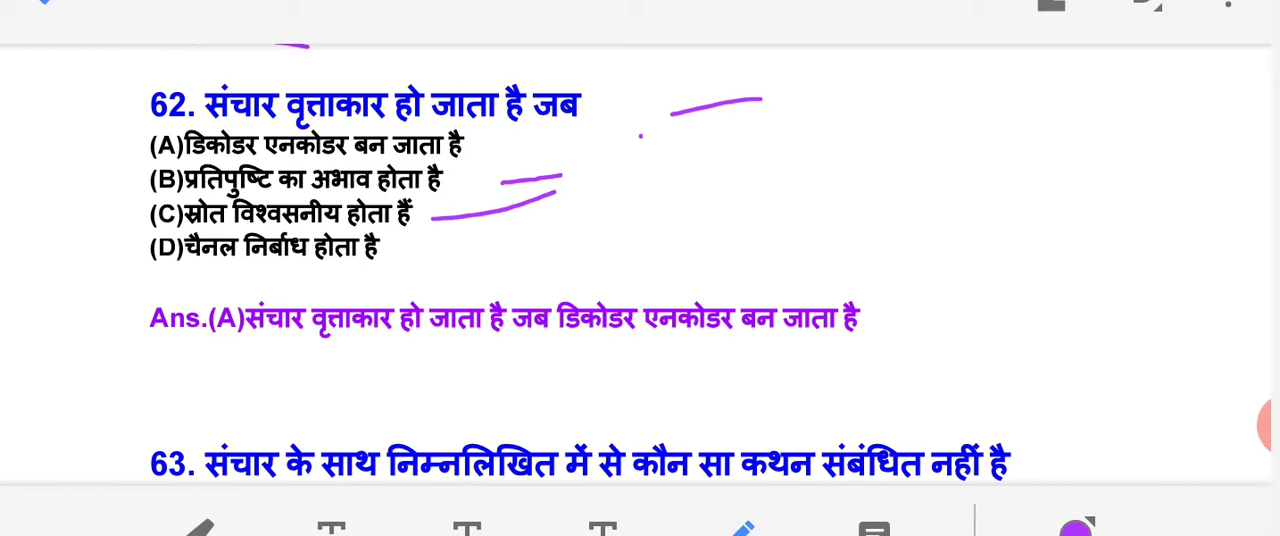 62. संचार वृत्ताकार हो जाता है जब
(A)डिकोडर एनकोडर बन जाता है
(B)प्रतिपुष्टि का अभाव होता है
(C)स्रोत विश्वसनीय होता हैं
(D)चैनल निर्बाध होता है
Ans.(A)संचार वृत्ताकार हो जाता है जब डिकोडर एनकोडर बन जाता है
63. संचार के साथ निम्नलिखित में से कौन सा कथन संबंधित नहीं है